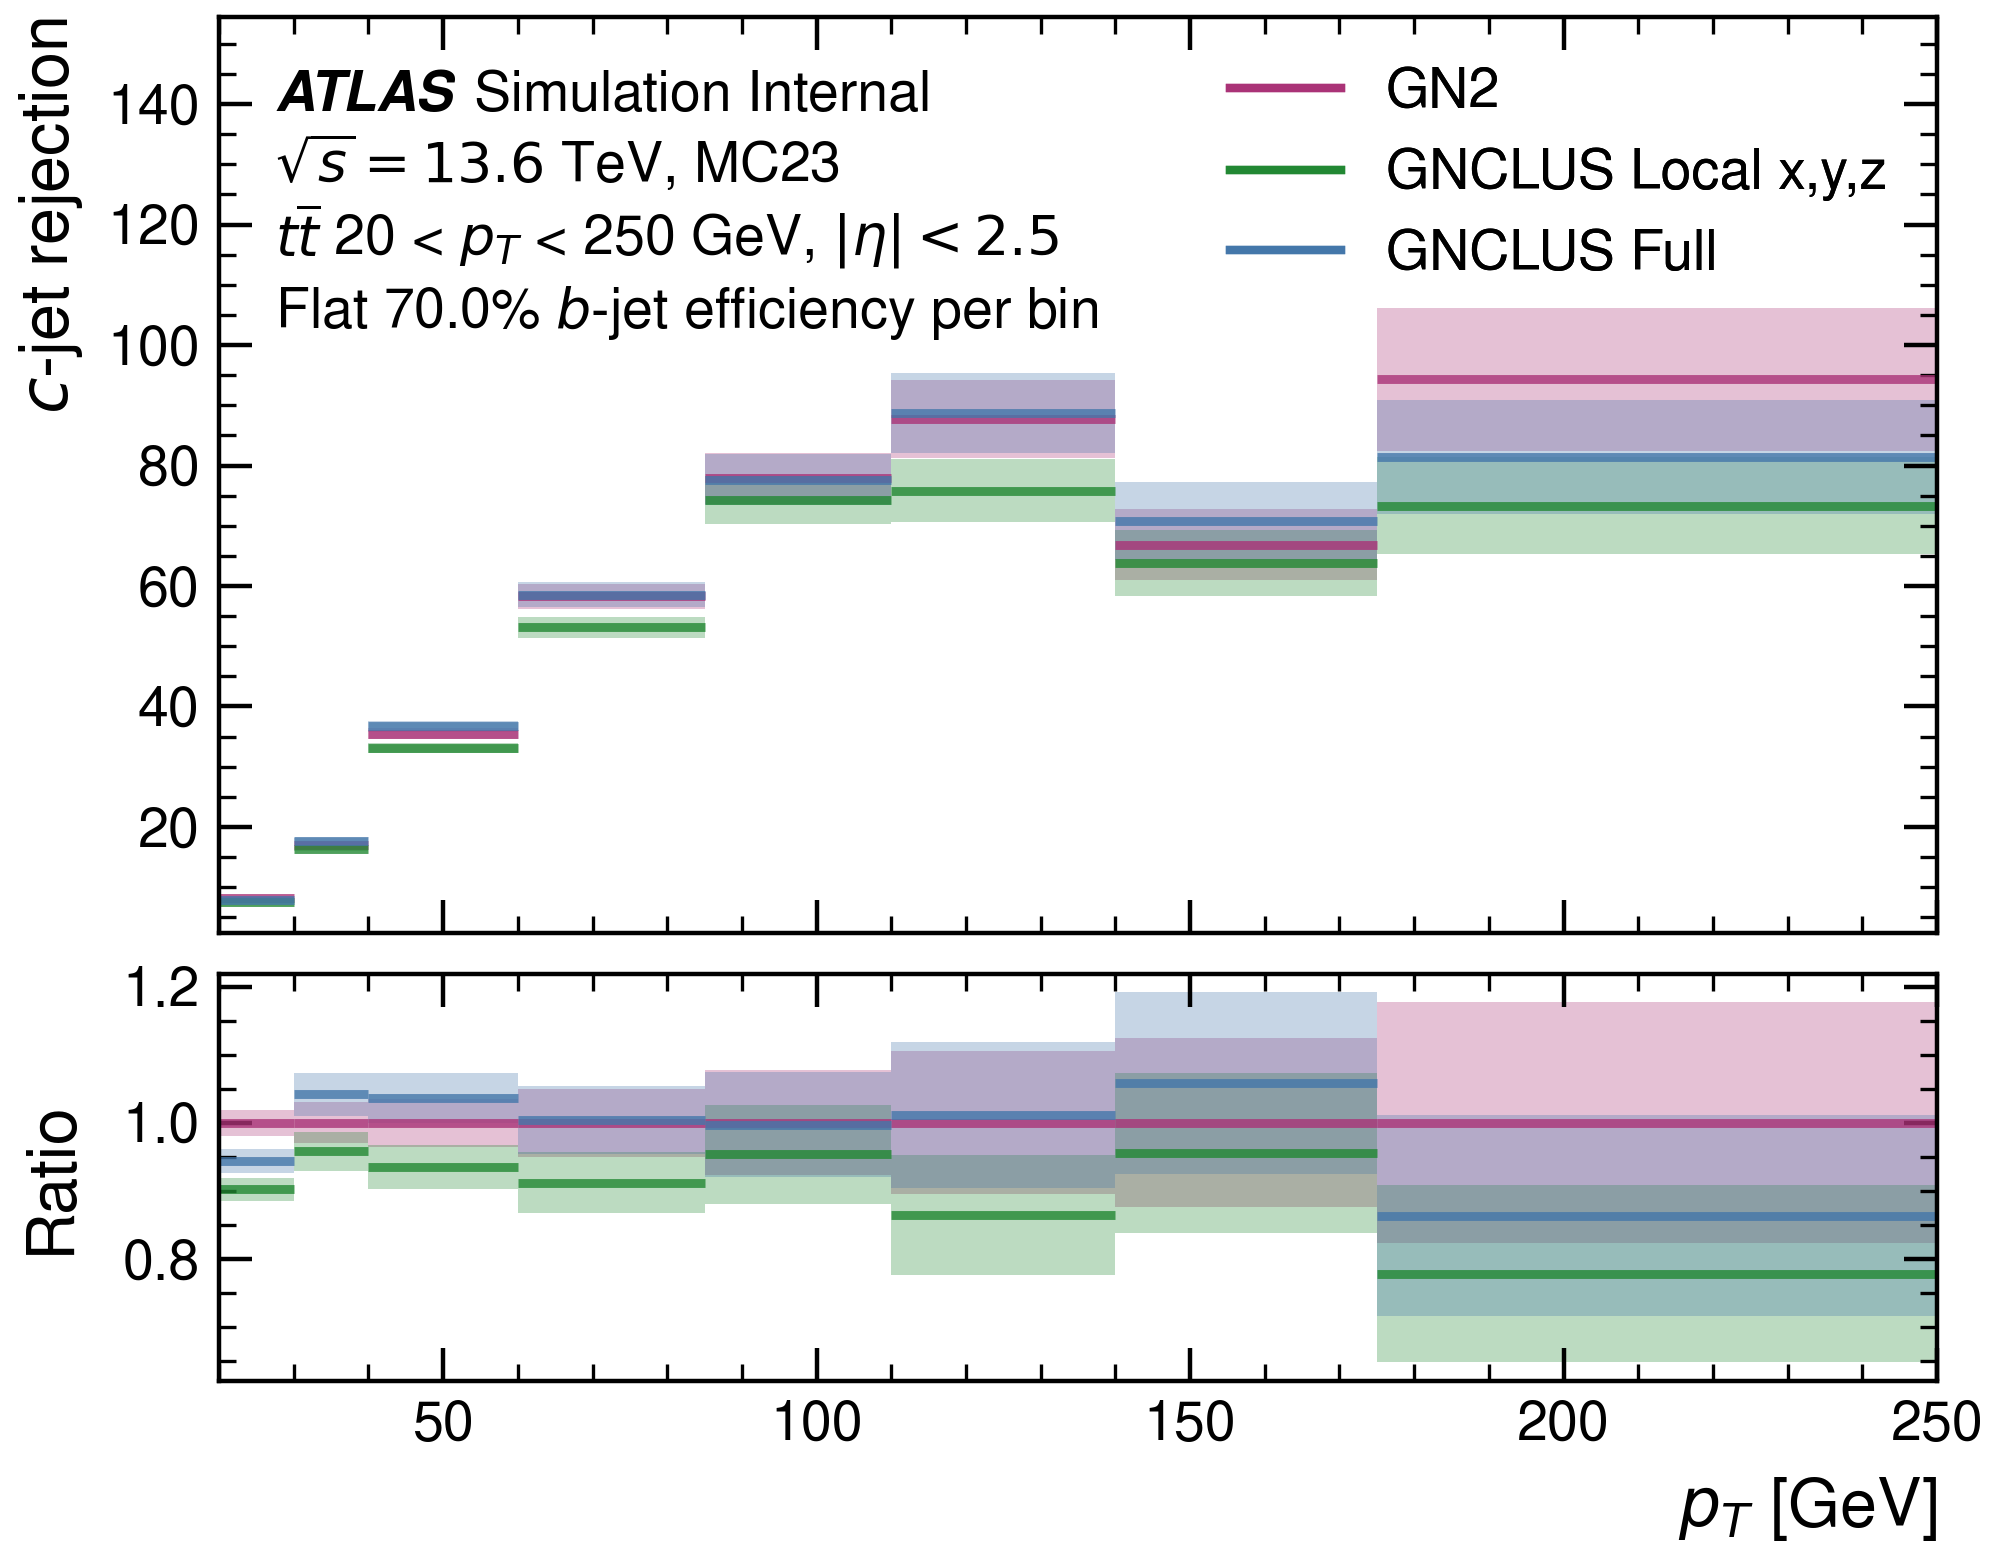 c-jet rejection
140
120
100
80
60
40
20
ATLAS Simulation Internal
√s = 13.6 TeV, MC23
tt̄ 20 < p_T < 250 GeV, |η| < 2.5
Flat 70.0% b-jet efficiency per bin
GN2
GNCLUS Local x,y,z
GNCLUS Full
Ratio
1.2
1.0
0.8
50 100 150 200 250
p_T [GeV]